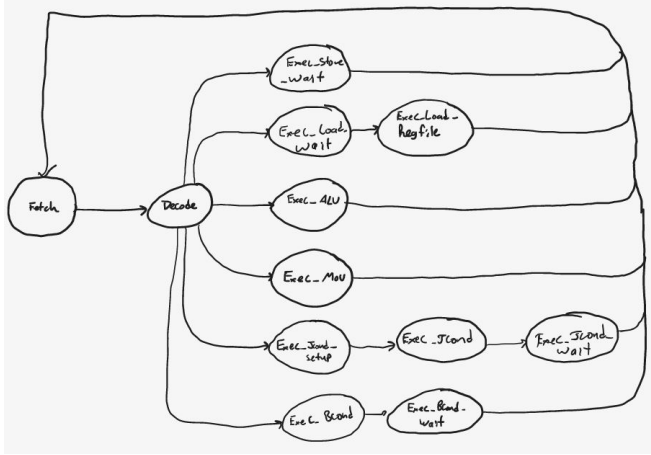 Exec_Store
_wait
Exec_Load_
wait
Exec_Load_
Regfile
Fetch
Decode
Exec_ALU
Exec_Mov
Exec_Jcond_
setup
Exec_Jcond
Exec_Jcond_
wait
Exec_Bcond
Exec_Bcond_
wait